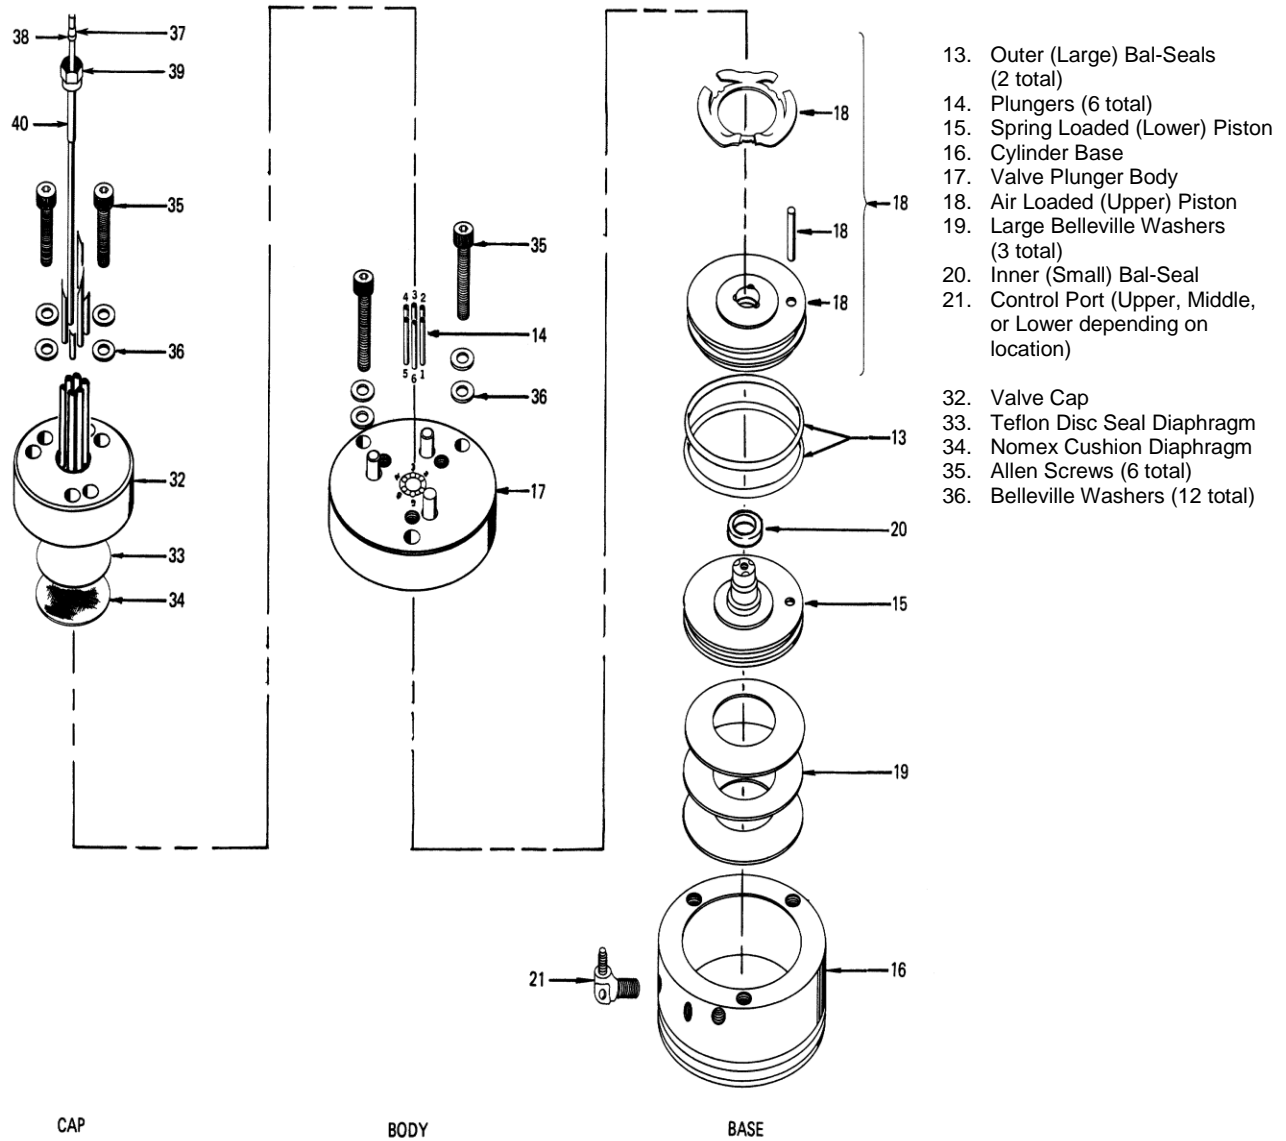 38
37
39
40
35
36
32
33
34
35
4 3 2
14
5 6 1
36
17
18
18
18
18
13
20
15
19
21
16
CAP
BODY
BASE
13. Outer (Large) Bal-Seals
(2 total)
14. Plungers (6 total)
15. Spring Loaded (Lower) Piston
16. Cylinder Base
17. Valve Plunger Body
18. Air Loaded (Upper) Piston
19. Large Belleville Washers
(3 total)
20. Inner (Small) Bal-Seal
21. Control Port (Upper, Middle,
or Lower depending on
location)
32. Valve Cap
33. Teflon Disc Seal Diaphragm
34. Nomex Cushion Diaphragm
35. Allen Screws (6 total)
36. Belleville Washers (12 total)